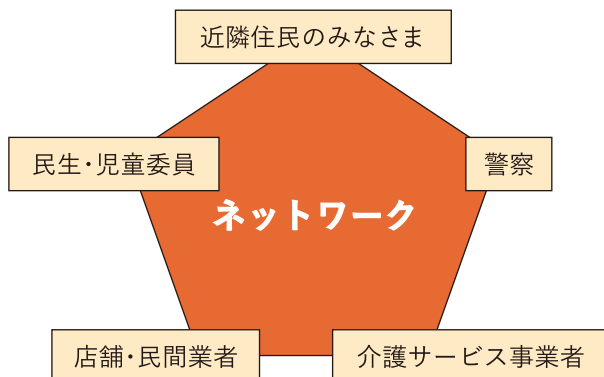 近隣住民のみなさま
民生・児童委員
警察
ネットワーク
店舗・民間業者
介護サービス事業者